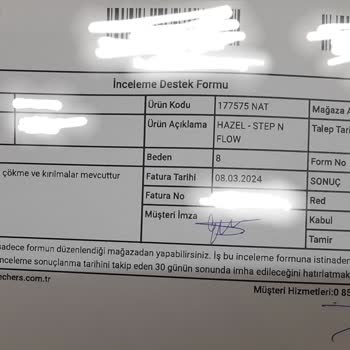 İnceleme Destek Formu
Ürün Kodu 177575 NAT Mağaza
Ürün Açıklama HAZEL - STEP N FLOW Talep Tari
Beden 8 Form No
çökme ve kırılmalar mevcuttur Fatura Tarihi 08.03.2024 SONUÇ
Fatura No Red
Müşteri İmza Kabul
Tamir
sadece formun düzenlendiği mağazadan yapabilirsiniz. İş bu inceleme formuna istinaden
nceleme sonuçlanma tarihini takip eden 30 günün sonunda imha edileceğini hatırlatmak
echers.com.tr
Müşteri Hizmetleri:0 85